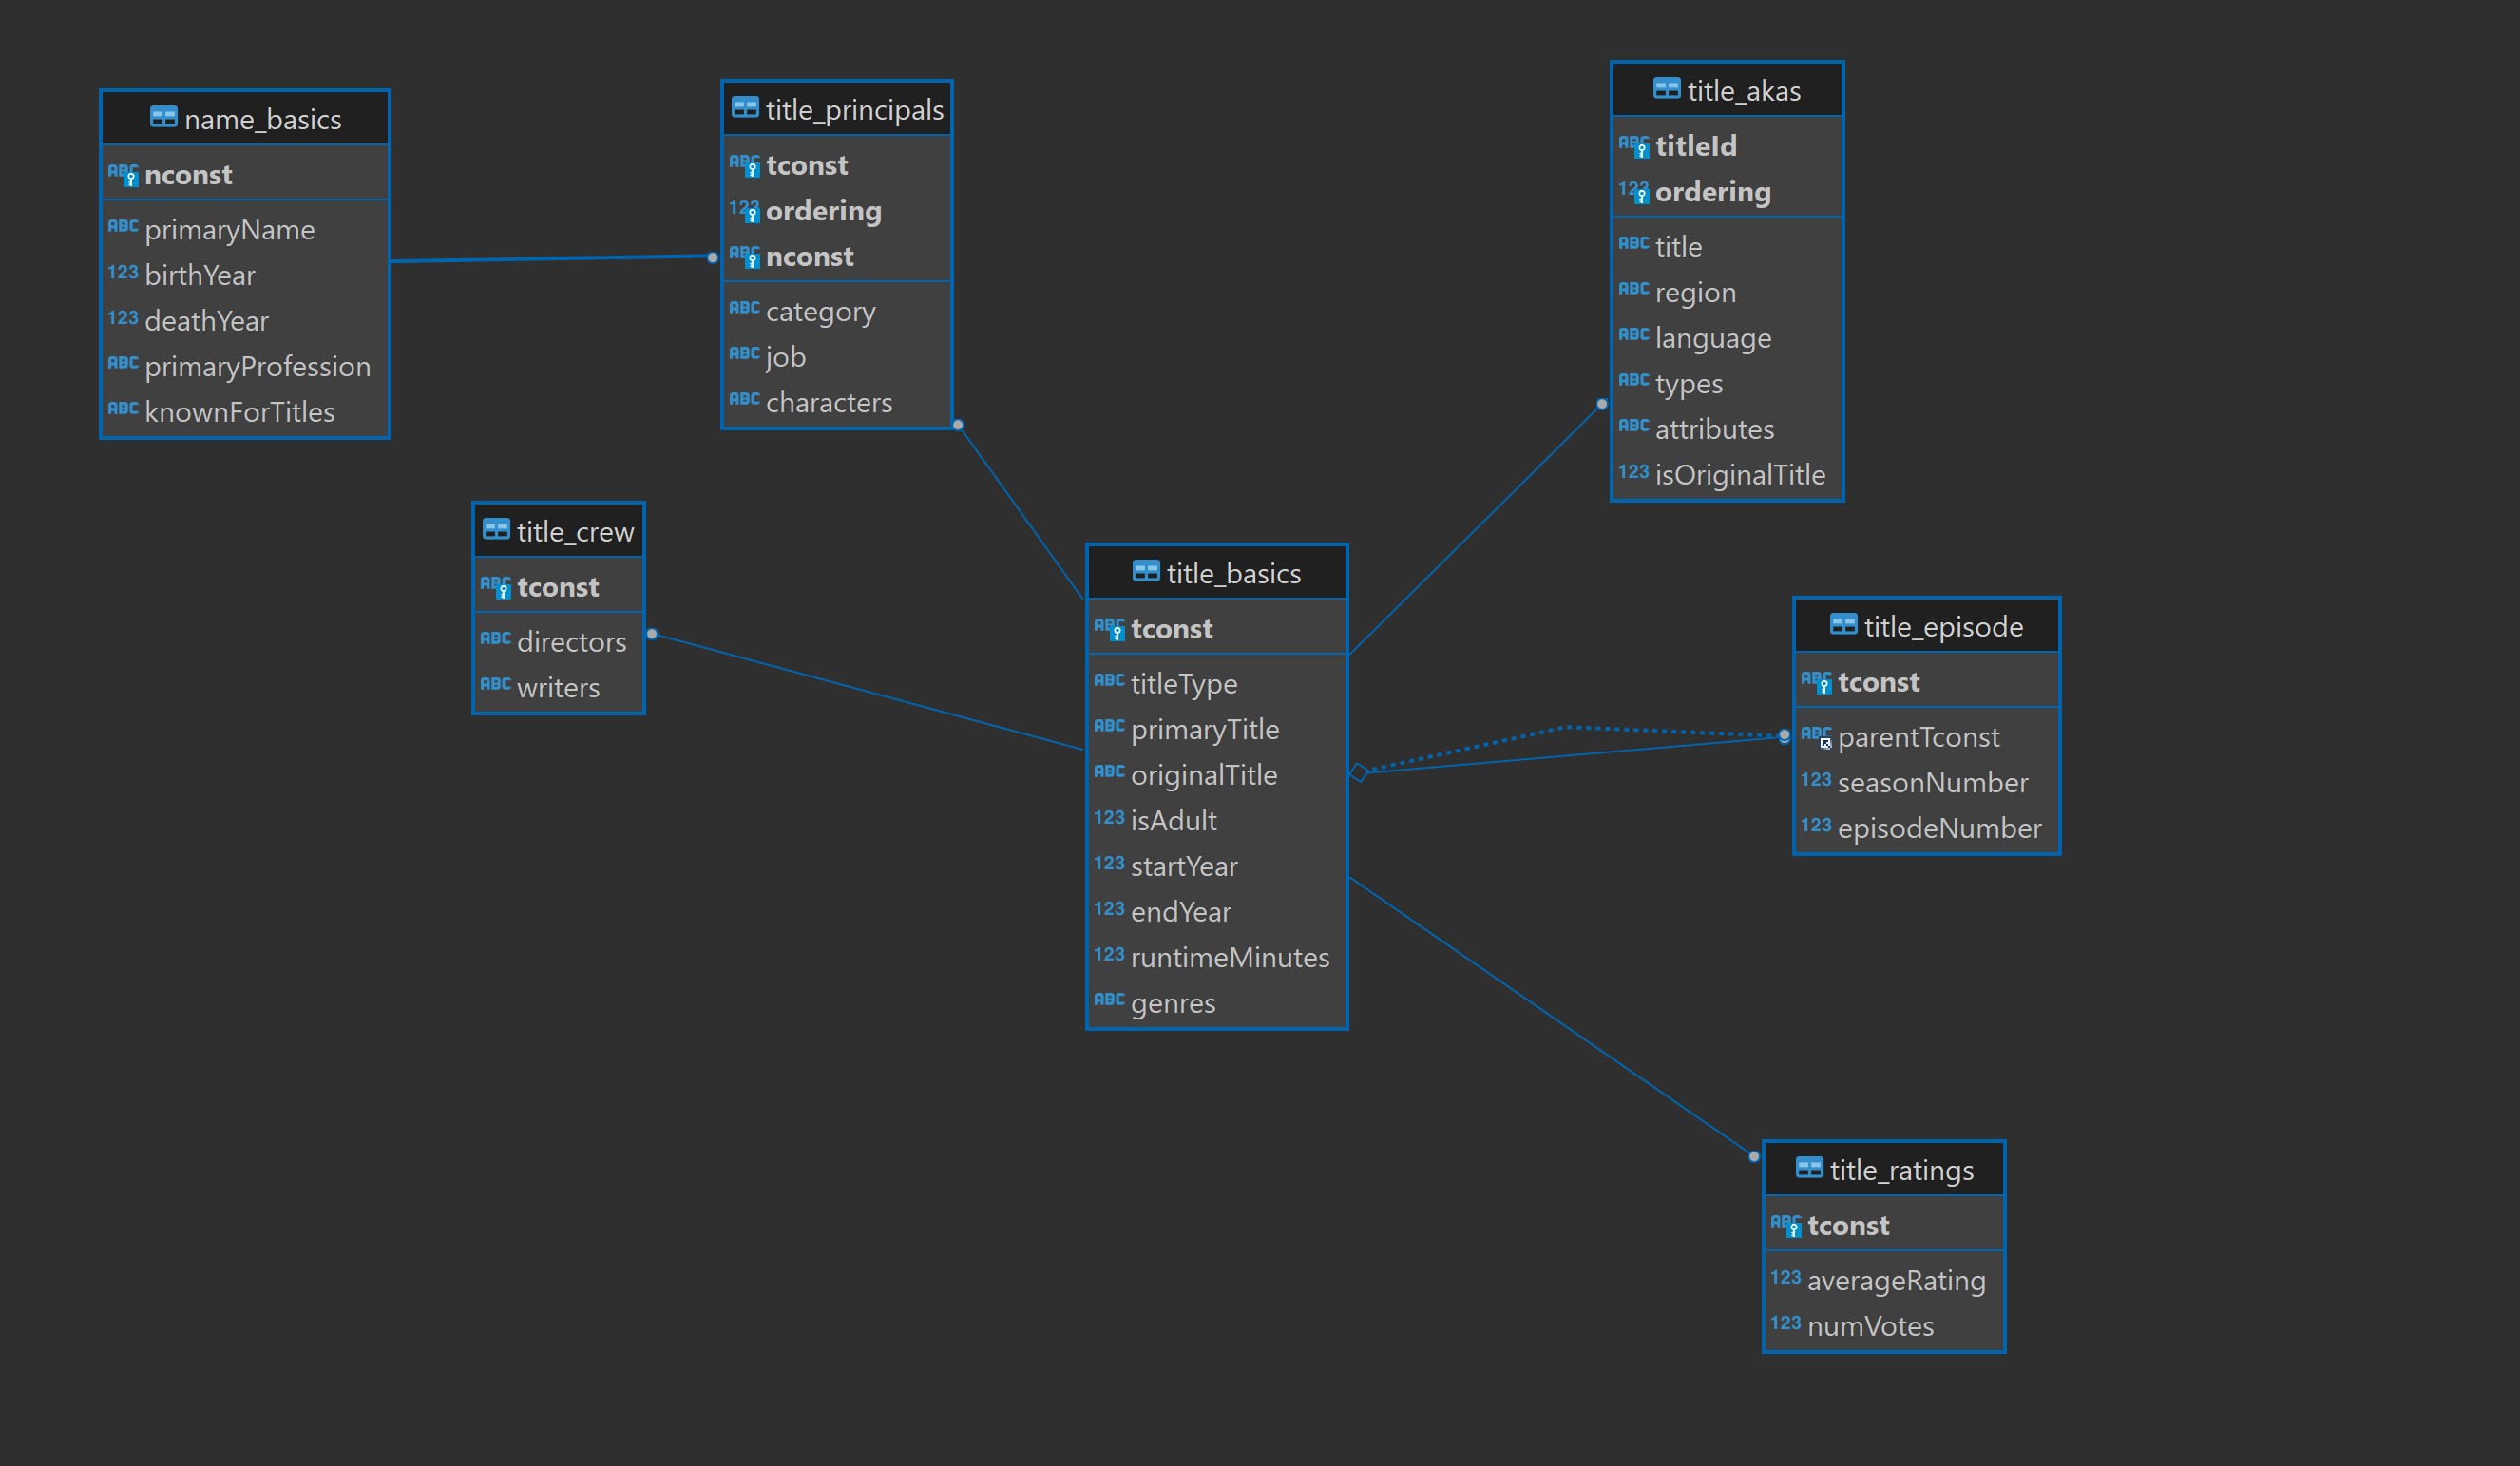 name_basics
ABC nconst
ABC primaryName
123 birthYear
123 deathYear
ABC primaryProfession
ABC knownForTitles
title_principals
ABC tconst
123 ordering
ABC nconst
ABC category
ABC job
ABC characters
title_akas
ABC titleId
123 ordering
ABC title
ABC region
ABC language
ABC types
ABC attributes
123 isOriginalTitle
title_crew
ABC tconst
ABC directors
ABC writers
title_basics
ABC tconst
ABC titleType
ABC primaryTitle
ABC originalTitle
123 isAdult
123 startYear
123 endYear
123 runtimeMinutes
ABC genres
title_episode
ABC tconst
ABC parentTconst
123 seasonNumber
123 episodeNumber
title_ratings
ABC tconst
123 averageRating
123 numVotes